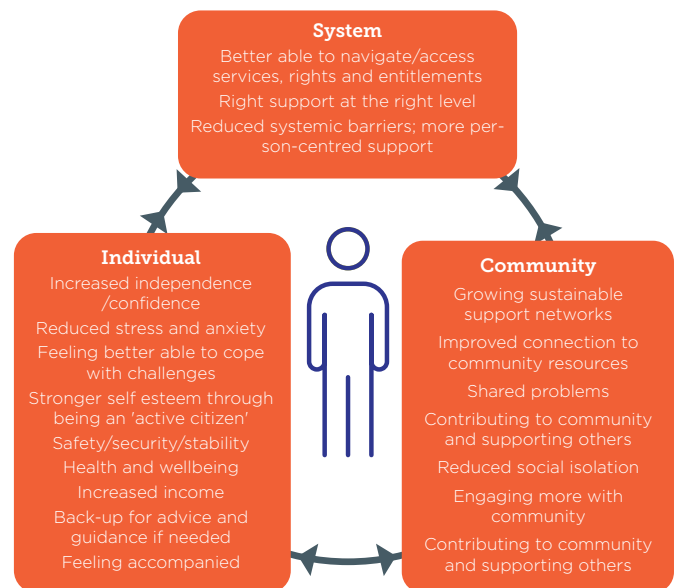 System
Better able to navigate/access
services, rights and entitlements
Right support at the right level
Reduced systemic barriers; more per-
son-centred support
Individual
Increased independence
/confidence
Reduced stress and anxiety
Feeling better able to cope
with challenges
Stronger self esteem through
being an 'active citizen'
Safety/security/stability
Health and wellbeing
Increased income
Back-up for advice and
guidance if needed
Feeling accompanied
Community
Growing sustainable
support networks
Improved connection to
community resources
Shared problems
Contributing to community
and supporting others
Reduced social isolation
Engaging more with
community
Contributing to community
and supporting others